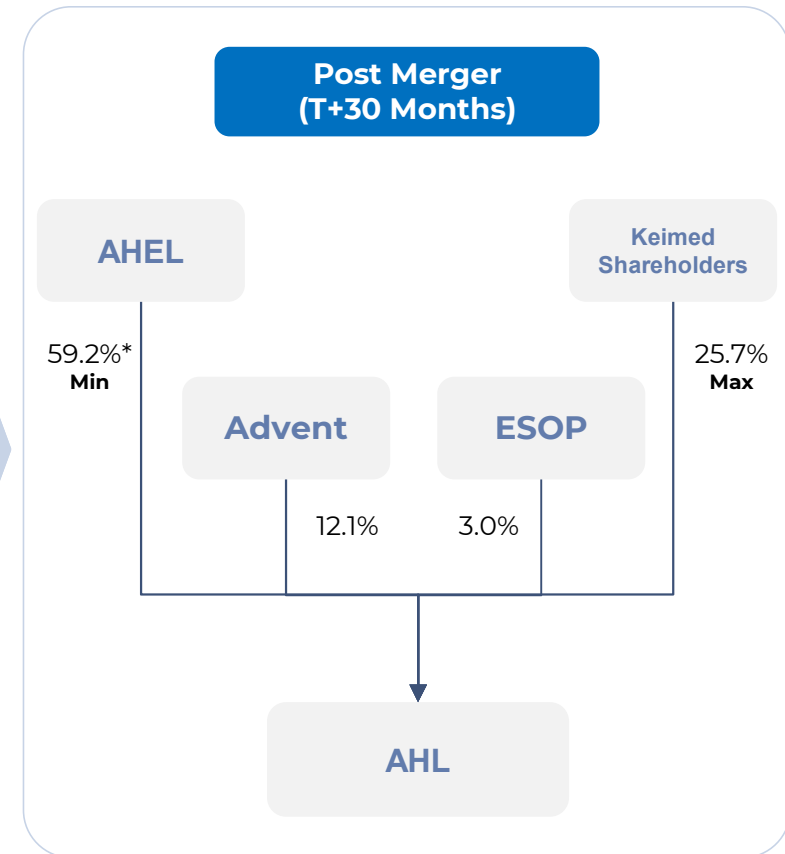 Post Merger
(T+30 Months)
AHEL
Keimed
Shareholders
59.2%*
Min
25.7%
Max
Advent
ESOP
12.1%
3.0%
AHL